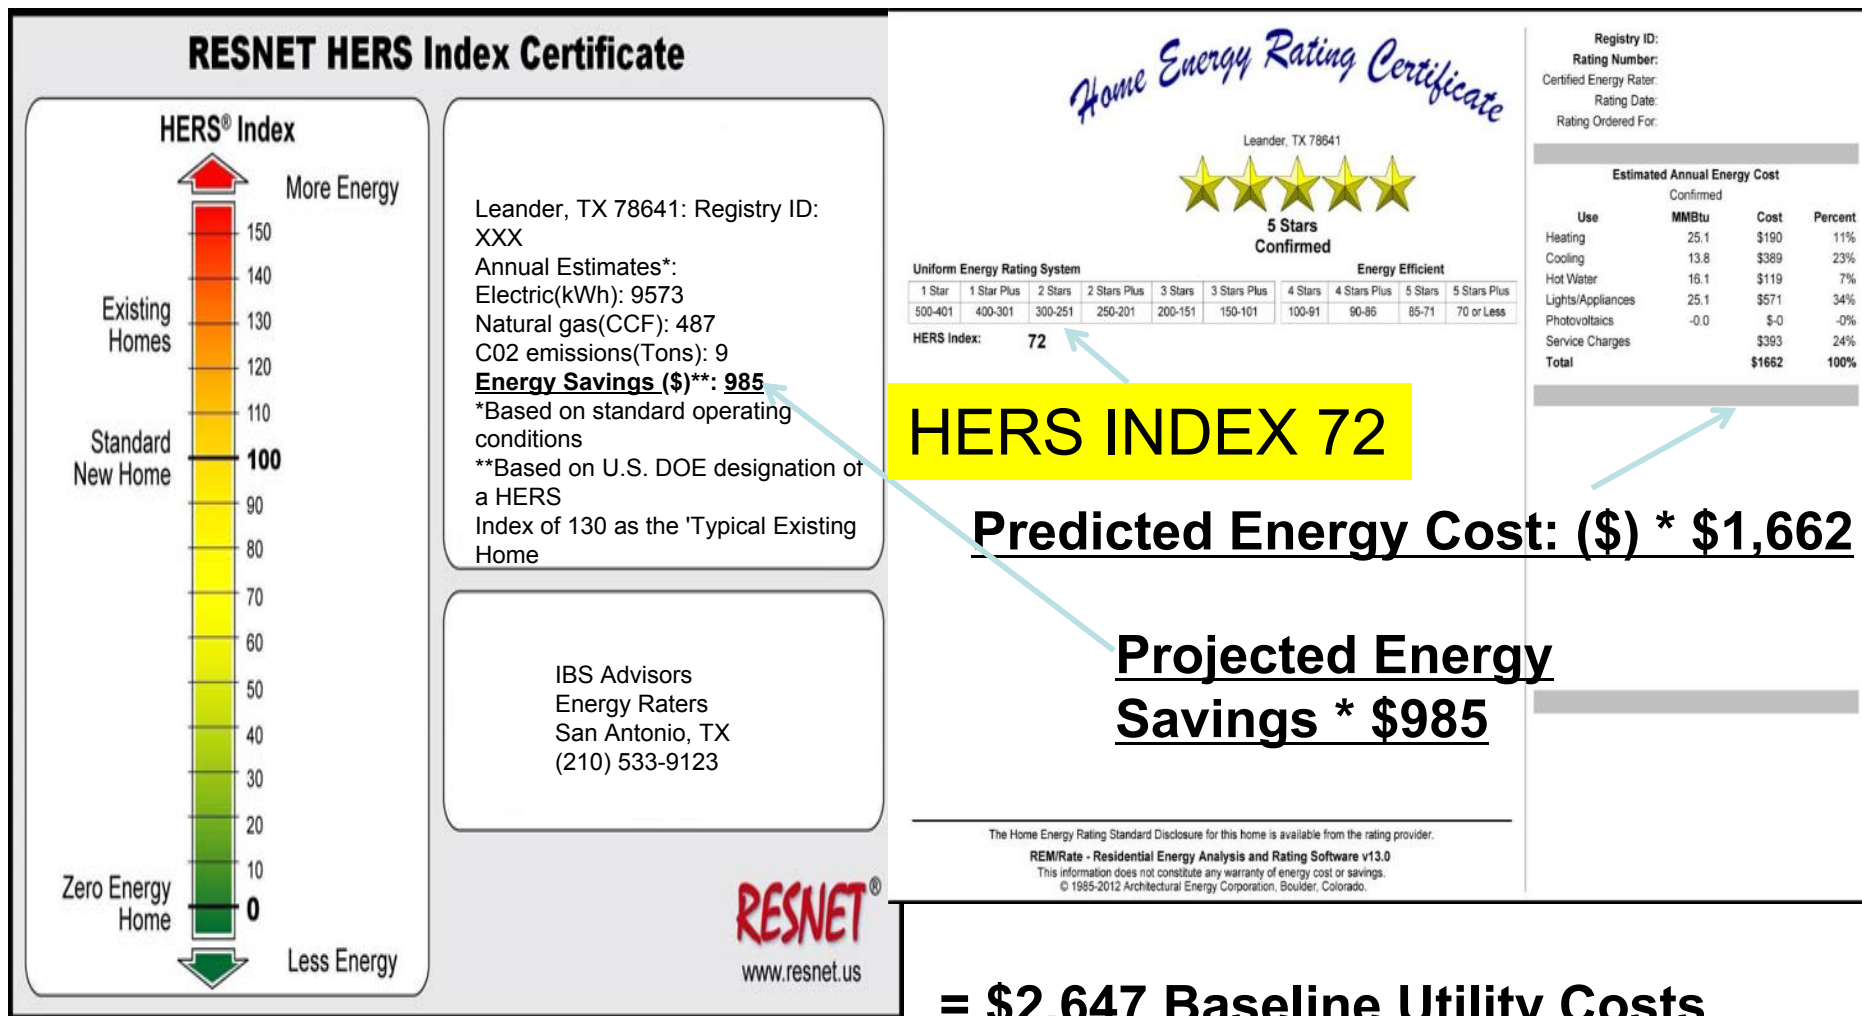 RESNET HERS Index Certificate
HERS® Index
More Energy
150
140
Existing
Homes
130
120
110
Standard
New Home
100
90
80
70
60
50
40
30
20
10
Zero Energy
Home
0
Less Energy
Leander, TX 78641: Registry ID:
XXX
Annual Estimates*:
Electric(kWh): 9573
Natural gas(CCF): 487
C02 emissions(Tons): 9
Energy Savings ($)**: 985
*Based on standard operating
conditions
**Based on U.S. DOE designation of
a HERS
Index of 130 as the 'Typical Existing
Home
IBS Advisors
Energy Raters
San Antonio, TX
(210) 533-9123
RESNET®
www.resnet.us
Home Energy Rating Certificate
Leander, TX 78641
5 Stars
Confirmed
Uniform Energy Rating System Energy Efficient
1 Star 1 Star Plus 2 Stars 2 Stars Plus 3 Stars 3 Stars Plus 4 Stars 4 Stars Plus 5 Stars 5 Stars Plus
500-401 400-301 300-251 250-201 200-151 150-101 100-91 90-86 85-71 70 or Less
HERS Index: 72
HERS INDEX 72
Predicted Energy Cost: ($) * $1,662
Projected Energy
Savings * $985
The Home Energy Rating Standard Disclosure for this home is available from the rating provider.
REM/Rate - Residential Energy Analysis and Rating Software v13.0
This information does not constitute any warranty of energy cost or savings.
© 1985-2012 Architectural Energy Corporation, Boulder, Colorado.
Registry ID:
Rating Number:
Certified Energy Rater:
Rating Date:
Rating Ordered For:
Estimated Annual Energy Cost
Confirmed
Use MMBtu Cost Percent
Heating 25.1 $190 11%
Cooling 13.8 $389 23%
Hot Water 16.1 $119 7%
Lights/Appliances 25.1 $571 34%
Photovoltaics -0.0 $-0 -0%
Service Charges $393 24%
Total $1662 100%
= $2,647 Baseline Utility Costs